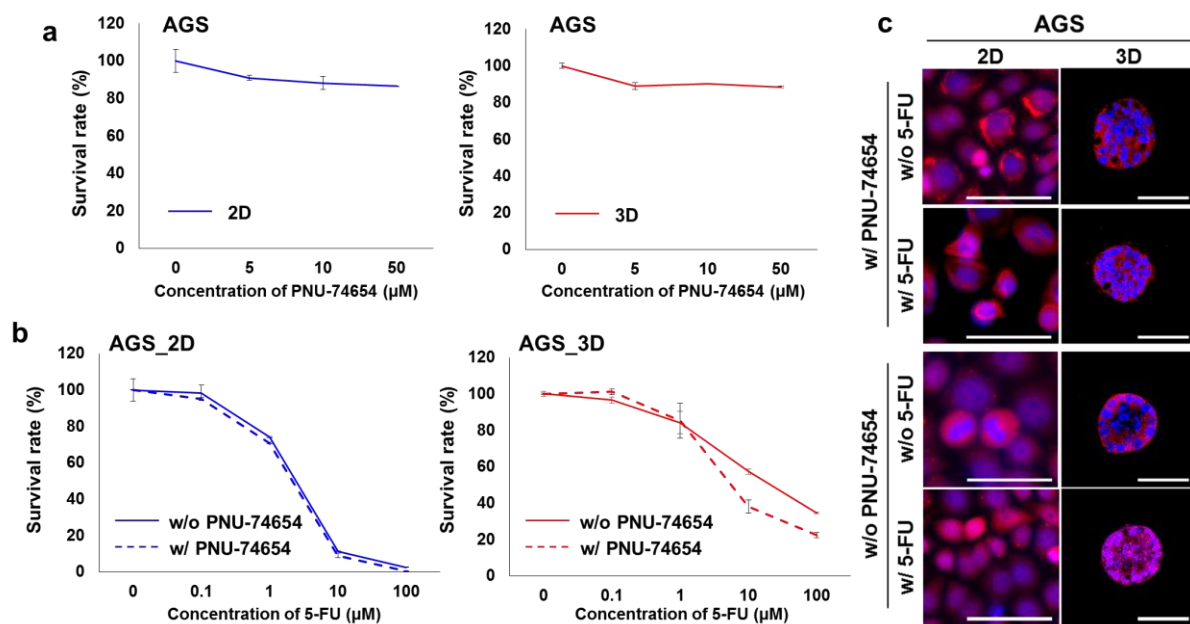 a
AGS
120
100
80
60
40
20
0
Survival rate (%)
2D
0 5 10 50
Concentration of PNU-74654 (µM)
AGS
120
100
80
60
40
20
0
Survival rate (%)
3D
0 5 10 50
Concentration of PNU-74654 (µM)
b
AGS_2D
120
100
80
60
40
20
0
Survival rate (%)
w/o PNU-74654
w/ PNU-74654
0 0.1 1 10 100
Concentration of 5-FU (µM)
AGS_3D
120
100
80
60
40
20
0
Survival rate (%)
w/o PNU-74654
w/ PNU-74654
0 0.1 1 10 100
Concentration of 5-FU (µM)
c
AGS
2D 3D
w/ PNU-74654
w/o 5-FU
w/ 5-FU
w/o PNU-74654
w/o 5-FU
w/ 5-FU